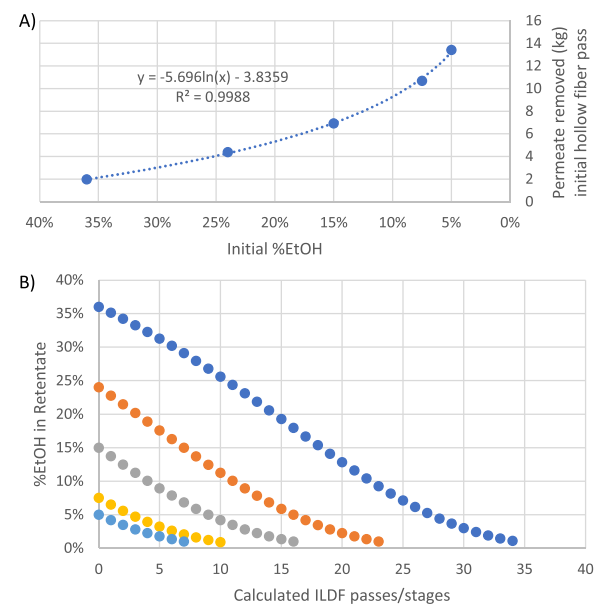 A)
y = -5.696ln(x) - 3.8359
R² = 0.9988
16
14
12
10
8
6
4
2
0
Permeate removed (kg)
initial hollow fiber pass
40% 35% 30% 25% 20% 15% 10% 5% 0%
Initial %EtOH
B)
40%
35%
30%
25%
20%
15%
10%
5%
0%
%EtOH in Retentate
0 5 10 15 20 25 30 35 40
Calculated ILDF passes/stages